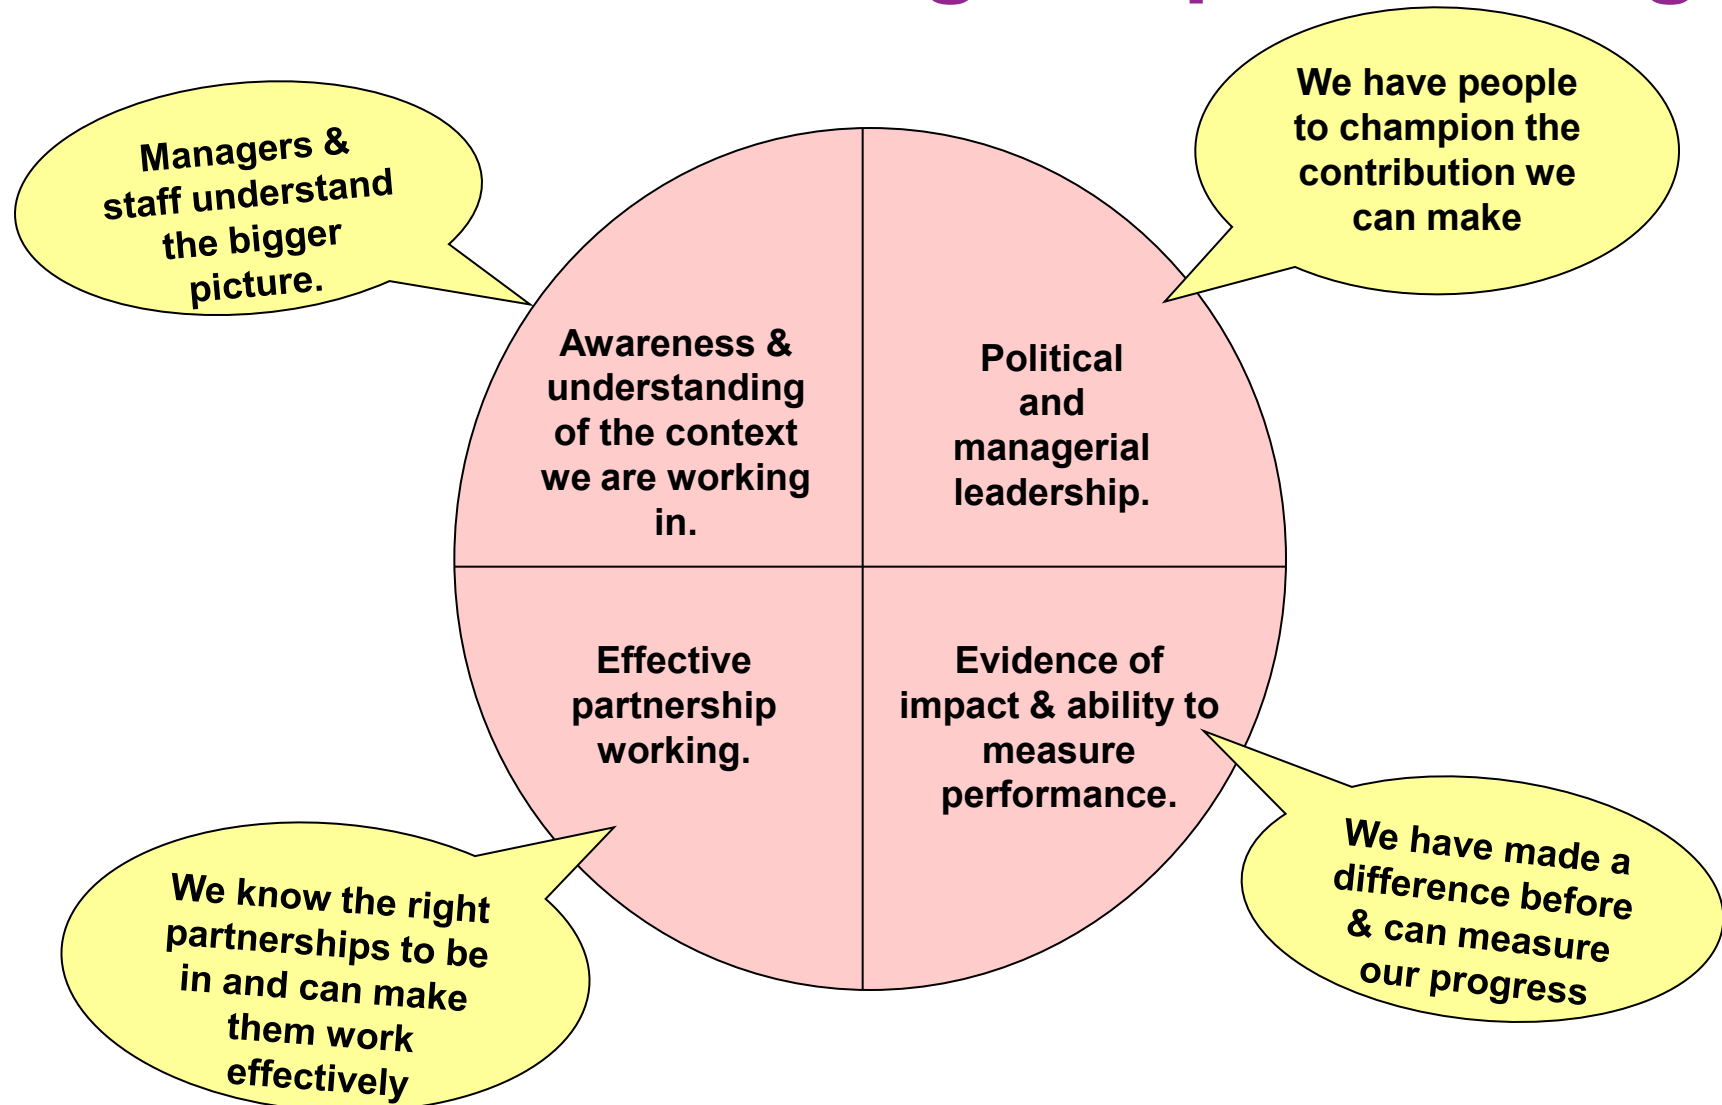 Managers &
staff understand
the bigger
picture.
We have people
to champion the
contribution we
can make
Awareness &
understanding
of the context
we are working
in.
Political
and
managerial
leadership.
Effective
partnership
working.
Evidence of
impact & ability to
measure
performance.
We know the right
partnerships to be
in and can make
them work
effectively
We have made a
difference before
& can measure
our progress